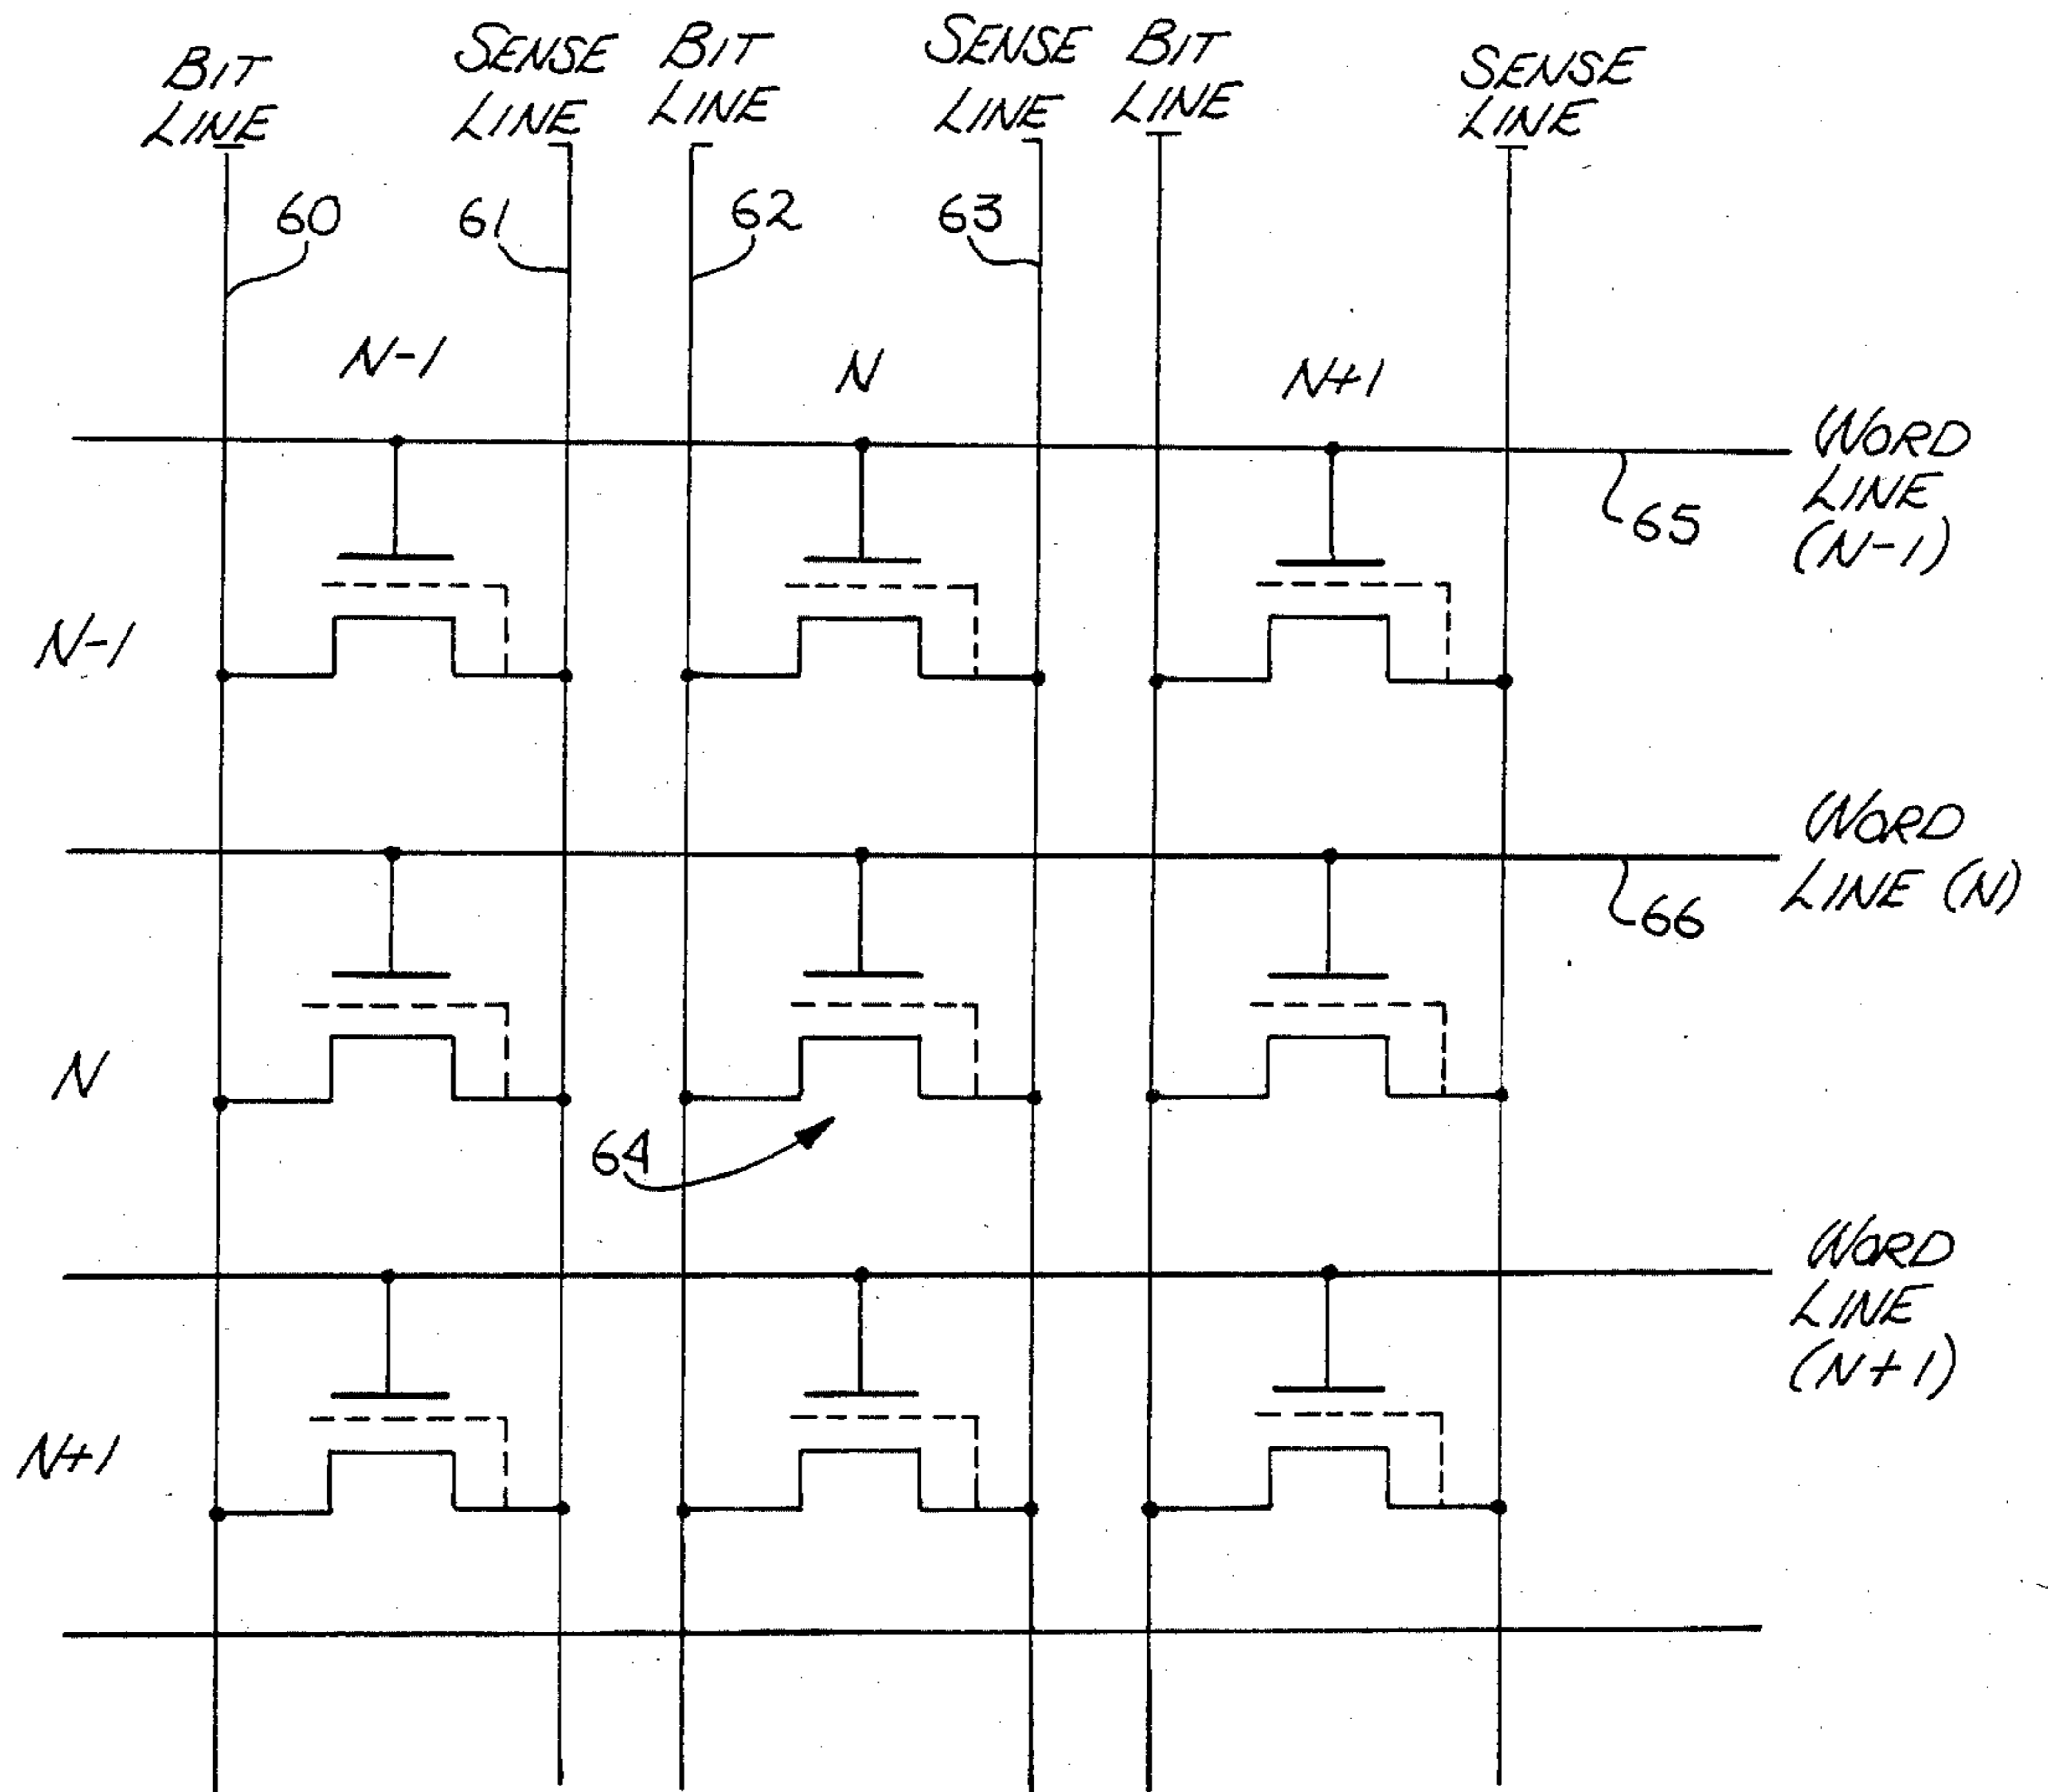 BIT
LINE
SENSE
LINE
BIT
LINE
SENSE
LINE
BIT
LINE
SENSE
LINE
60
61
62
63
N-1
N
N+1
WORD
LINE
(N-1)
65
N-1
WORD
LINE (N)
66
N
64
WORD
LINE
(N+1)
N+1